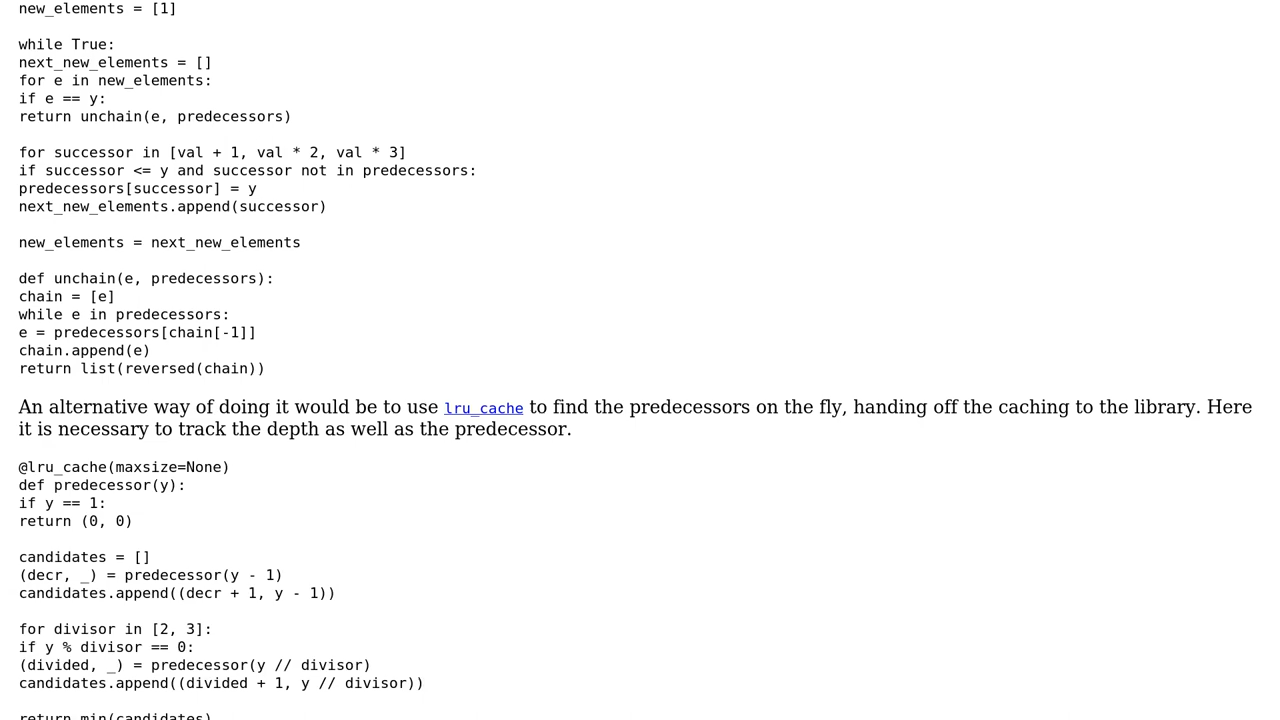 new_elements = [1]
while True:
next_new_elements = []
for e in new_elements:
if e == y:
return unchain(e, predecessors)
for successor in [val + 1, val * 2, val * 3]
if successor <= y and successor not in predecessors:
predecessors[successor] = y
next_new_elements.append(successor)
new_elements = next_new_elements
def unchain(e, predecessors):
chain = [e]
while e in predecessors:
e = predecessors[chain[-1]]
chain.append(e)
return list(reversed(chain))
An alternative way of doing it would be to use lru_cache to find the predecessors on the fly, handing off the caching to the library. Here
it is necessary to track the depth as well as the predecessor.
@lru_cache(maxsize=None)
def predecessor(y):
if y == 1:
return (0, 0)
candidates = []
(decr, _) = predecessor(y - 1)
candidates.append((decr + 1, y - 1))
for divisor in [2, 3]:
if y % divisor == 0:
(divided, _) = predecessor(y // divisor)
candidates.append((divided + 1, y // divisor))
return min(candidates)